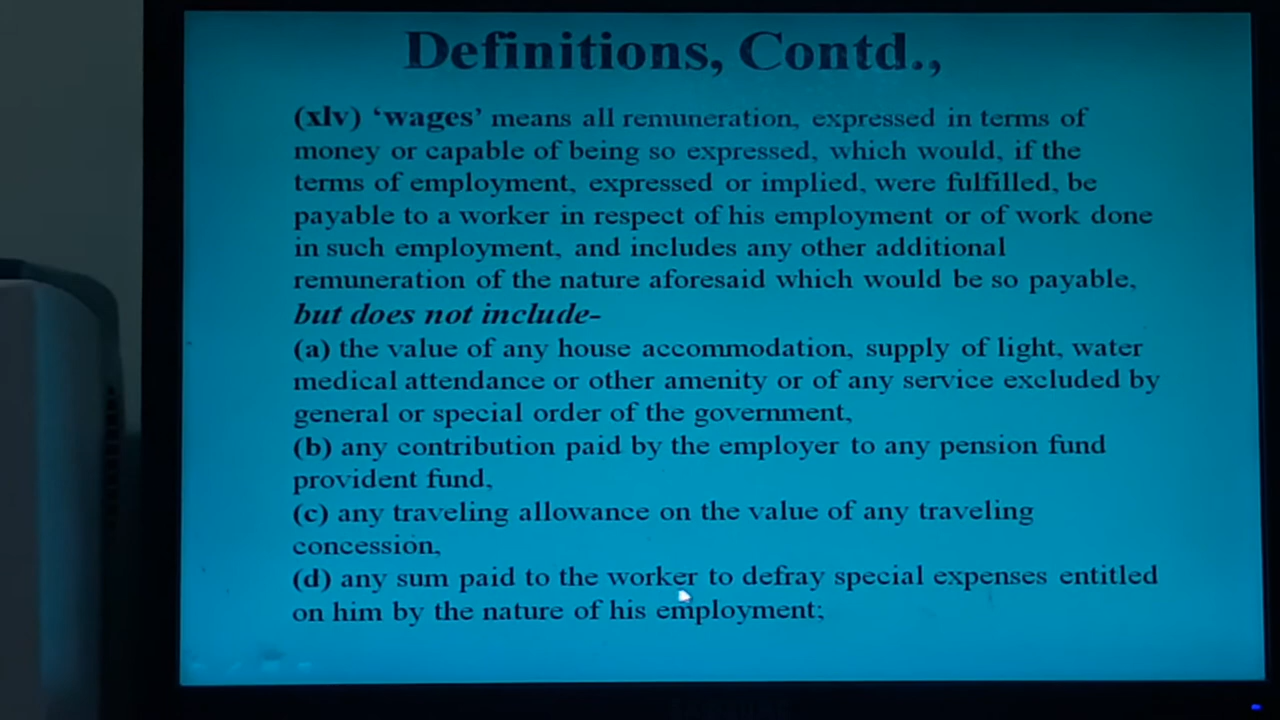 Definitions, Contd.,
(xlv) ‘wages’ means all remuneration, expressed in terms of
money or capable of being so expressed, which would, if the
terms of employment, expressed or implied, were fulfilled, be
payable to a worker in respect of his employment or of work done
in such employment, and includes any other additional
remuneration of the nature aforesaid which would be so payable,
but does not include-
(a) the value of any house accommodation, supply of light, water
medical attendance or other amenity or of any service excluded by
general or special order of the government,
(b) any contribution paid by the employer to any pension fund
provident fund,
(c) any traveling allowance on the value of any traveling
concession,
(d) any sum paid to the worker to defray special expenses entitled
on him by the nature of his employment;